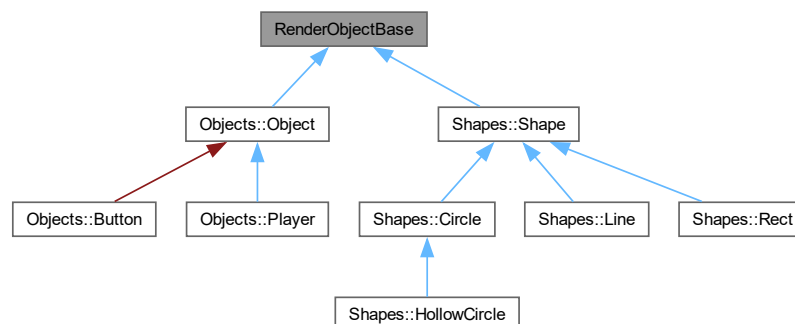 RenderObjectBase
Objects::Object
Shapes::Shape
Objects::Button
Objects::Player
Shapes::Circle
Shapes::Line
Shapes::Rect
Shapes::HollowCircle